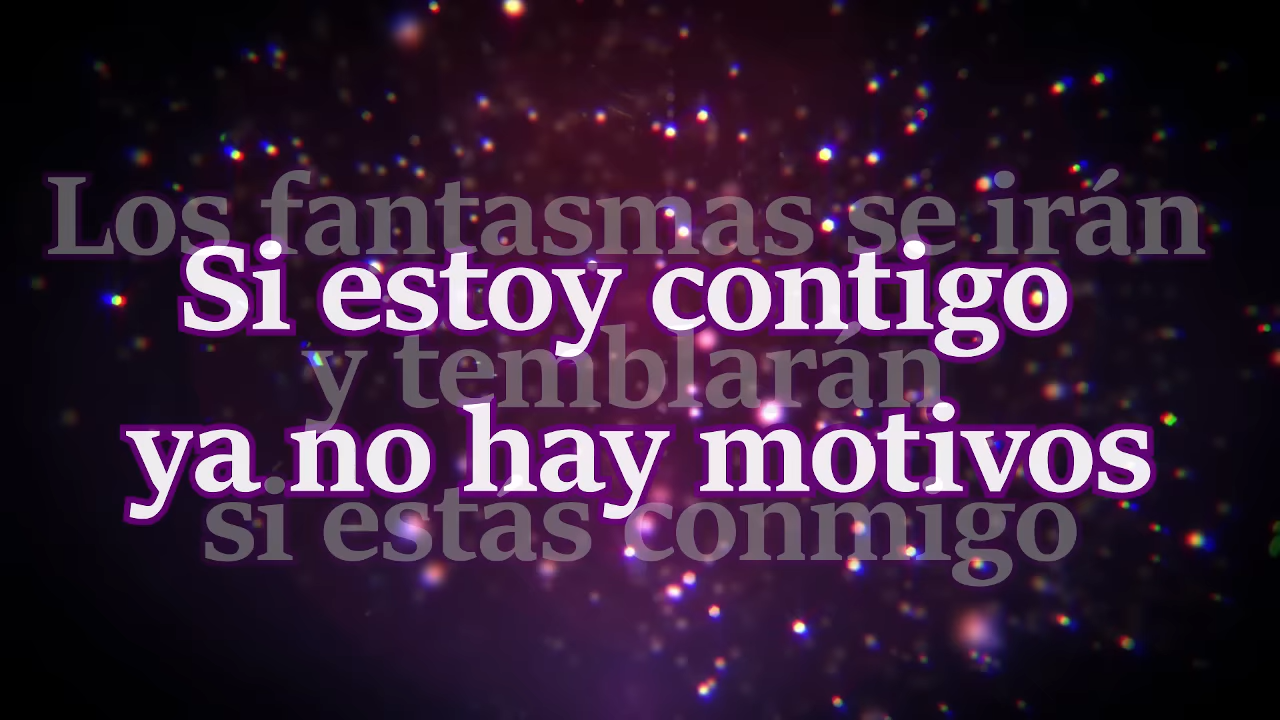 Los fantasmas se irán
Si estoy contigo
y temblarán
ya no hay motivos
si estás conmigo